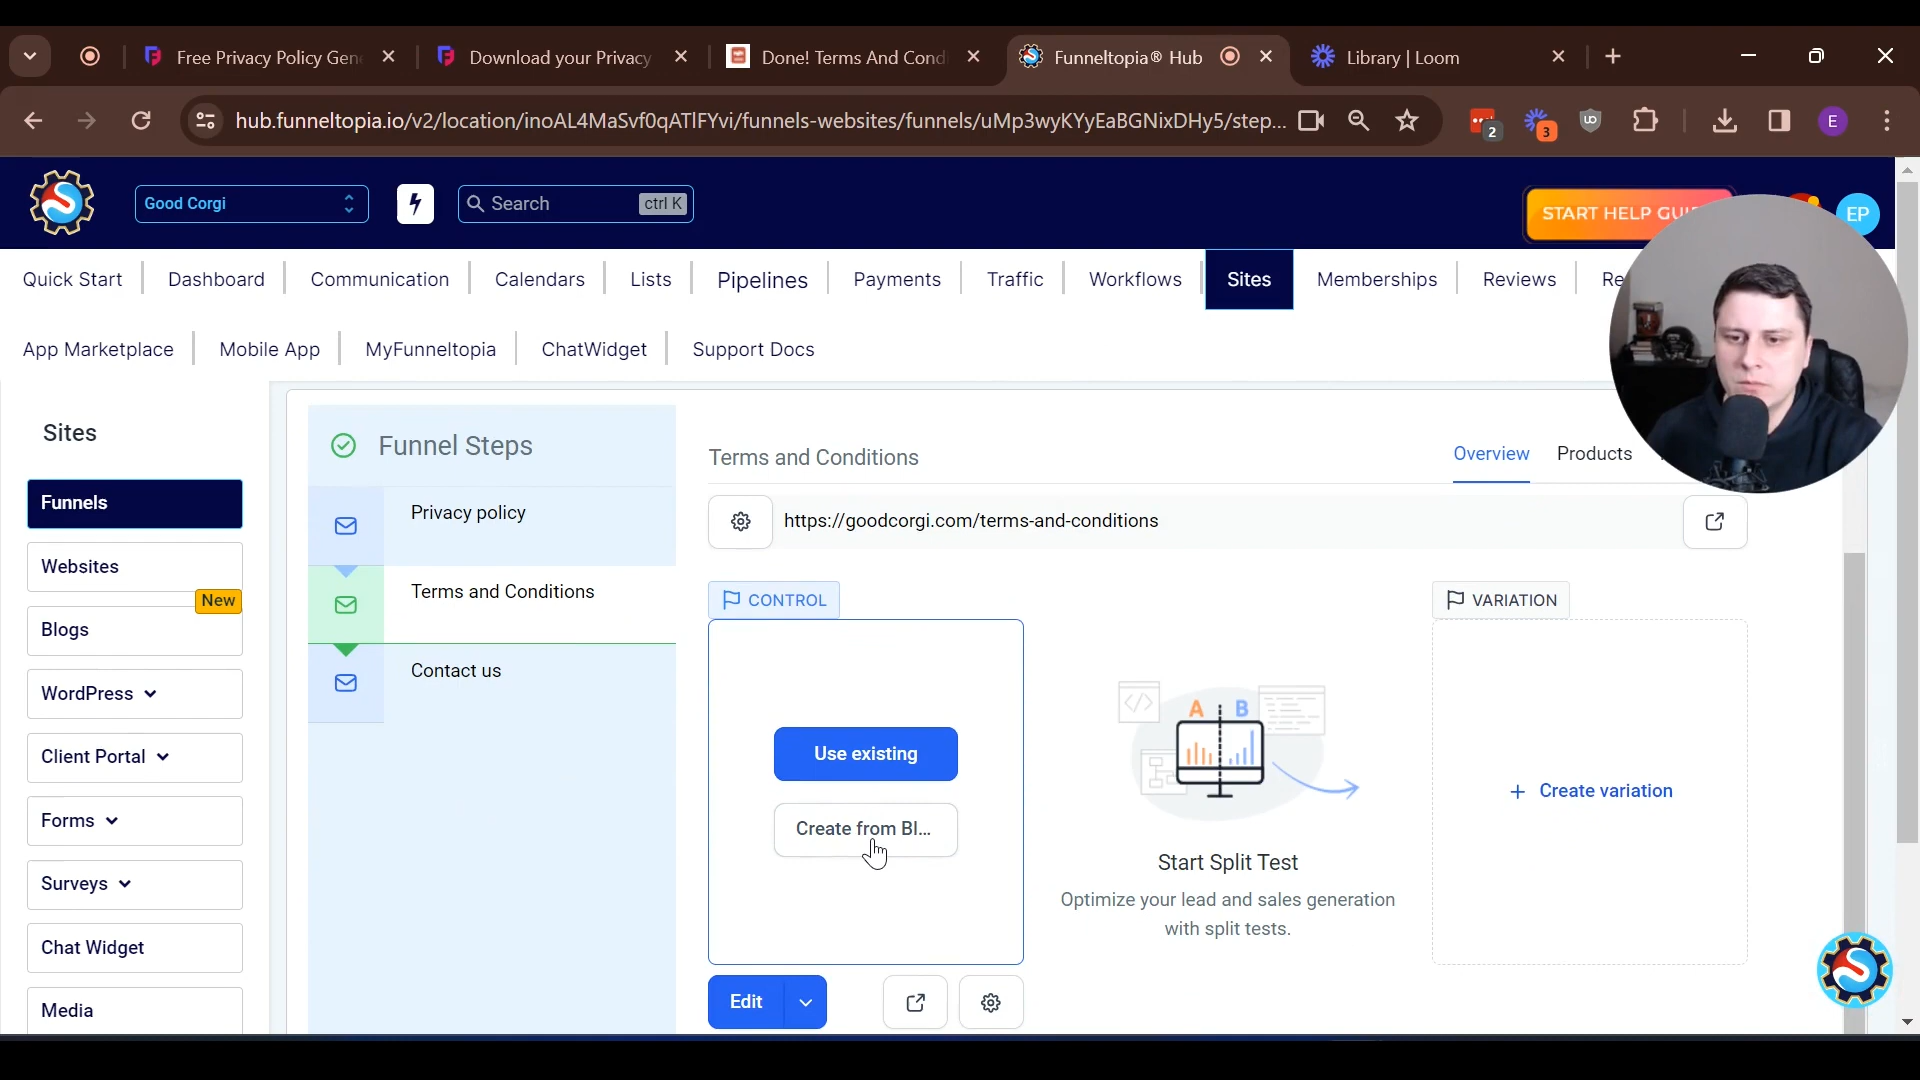 Free Privacy Policy Gen
Download your Privacy
Done! Terms And Cond
Funneltopia® Hub
Library | Loom
hub.funneltopia.io/v2/location/inoAL4MaSvf0qATlFYvi/funnels-websites/funnels/uMp3wyKYyEaBGNixDHy5/step...
2
3
E
Good Corgi
Search
ctrl K
START HELP GUI
EP
Quick Start
Dashboard
Communication
Calendars
Lists
Pipelines
Payments
Traffic
Workflows
Sites
Memberships
Reviews
Re
App Marketplace
Mobile App
MyFunneltopia
ChatWidget
Support Docs
Sites
Funnels
Websites
New
Blogs
WordPress
Client Portal
Forms
Surveys
Chat Widget
Media
Funnel Steps
Privacy policy
Terms and Conditions
Contact us
Terms and Conditions
Overview
Products
https://goodcorgi.com/terms-and-conditions
CONTROL
Use existing
Create from Bl...
Edit
A B
Start Split Test
Optimize your lead and sales generation
with split tests.
VARIATION
+ Create variation